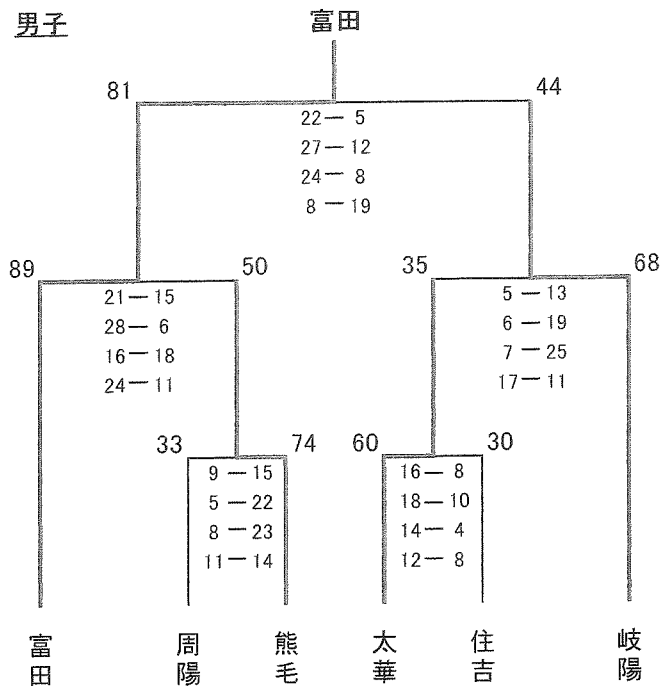 男子
富田
81 44
22 — 5
27 — 12
24 — 8
8 — 19
89 50 35 68
21 — 15 5 — 13
28 — 6 6 — 19
16 — 18 7 — 25
24 — 11 17 — 11
33 74 60 30
9 — 15 16 — 8
5 — 22 18 — 10
8 — 23 14 — 4
11 — 14 12 — 8
富田 周陽 熊毛 太華 住吉 岐陽